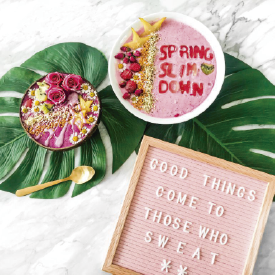 SPRING
SLIM
DOWN
GOOD THINGS
COME TO
THOSE WHO
SWEAT
**